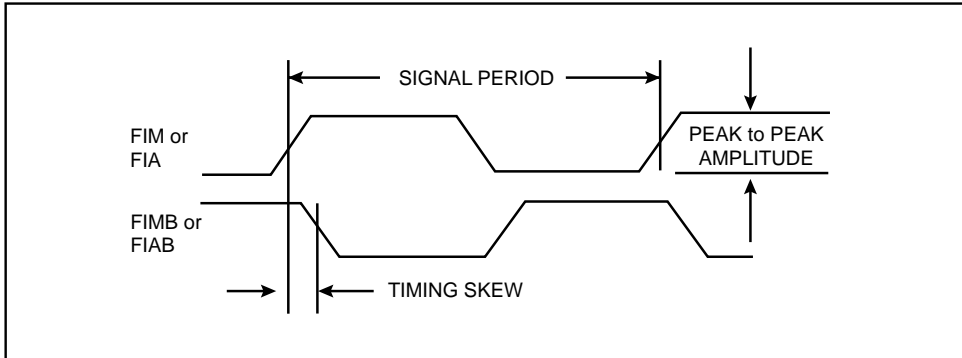 SIGNAL PERIOD
FIM or
FIA
PEAK to PEAK
AMPLITUDE
FIMB or
FIAB
TIMING SKEW